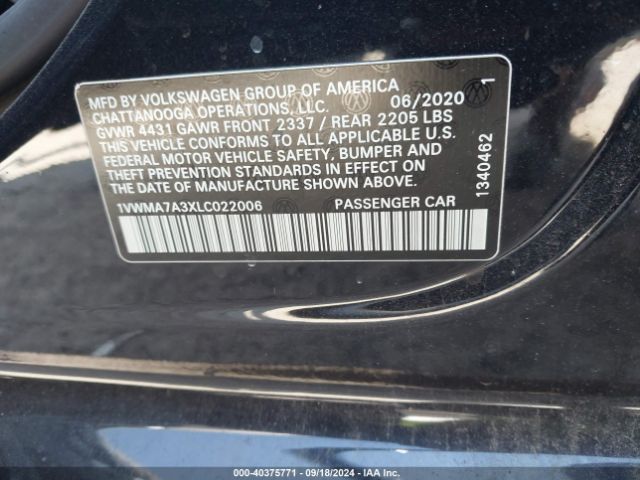 MFD BY VOLKSWAGEN GROUP OF AMERICA
CHATTANOOGA OPERATIONS, LLC. 06/2020 1
GVWR 4431 GAWR FRONT 2337 / REAR 2205 LBS
THIS VEHICLE CONFORMS TO ALL APPLICABLE U.S.
FEDERAL MOTOR VEHICLE SAFETY, BUMPER AND
THEFT PREVENTION STANDARDS IN EFFECT ON
DATE OF MANUFACTURE SHOWN ABOVE.
1340462
1VWMA7A3XLC022006 PASSENGER CAR
000-40375771 - 09/18/2024 - IAA Inc.